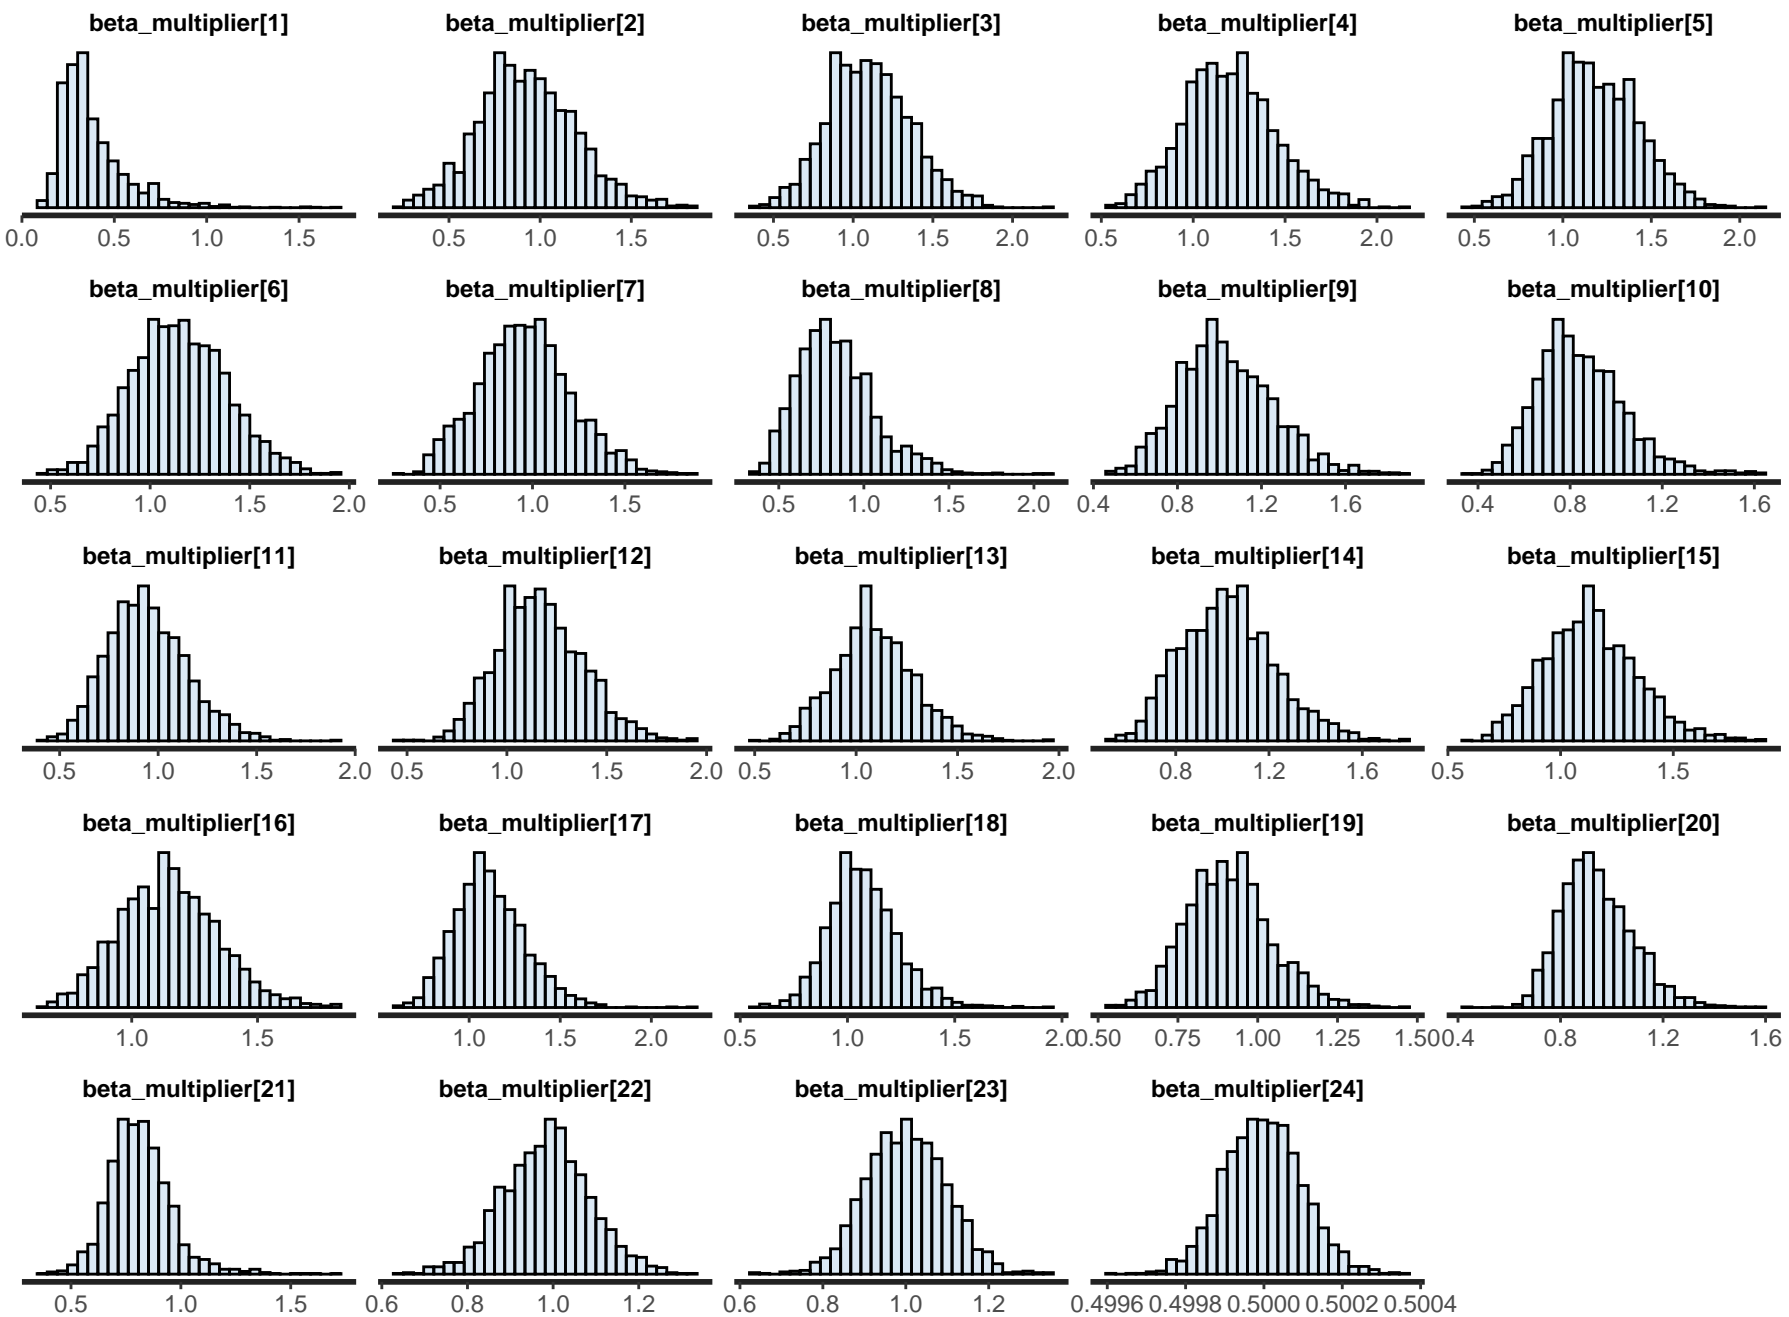 beta_multiplier[1] beta_multiplier[2] beta_multiplier[3] beta_multiplier[4] beta_multiplier[5]
0.0 0.5 1.0 1.5 0.5 1.0 1.5 0.5 1.0 1.5 2.0 0.5 1.0 1.5 2.0 0.5 1.0 1.5 2.0
beta_multiplier[6] beta_multiplier[7] beta_multiplier[8] beta_multiplier[9] beta_multiplier[10]
0.5 1.0 1.5 2.0 0.5 1.0 1.5 0.5 1.0 1.5 2.0 0.4 0.8 1.2 1.6 0.4 0.8 1.2 1.6
beta_multiplier[11] beta_multiplier[12] beta_multiplier[13] beta_multiplier[14] beta_multiplier[15]
0.5 1.0 1.5 2.0 0.5 1.0 1.5 2.0 0.5 1.0 1.5 2.0 0.8 1.2 1.6 0.5 1.0 1.5
beta_multiplier[16] beta_multiplier[17] beta_multiplier[18] beta_multiplier[19] beta_multiplier[20]
1.0 1.5 1.0 1.5 2.0 0.5 1.0 1.5 2.0 0.50 0.75 1.00 1.25 1.50 0.4 0.8 1.2 1.6
beta_multiplier[21] beta_multiplier[22] beta_multiplier[23] beta_multiplier[24]
0.5 1.0 1.5 0.6 0.8 1.0 1.2 0.6 0.8 1.0 1.2 0.4996 0.4998 0.5000 0.5002 0.5004